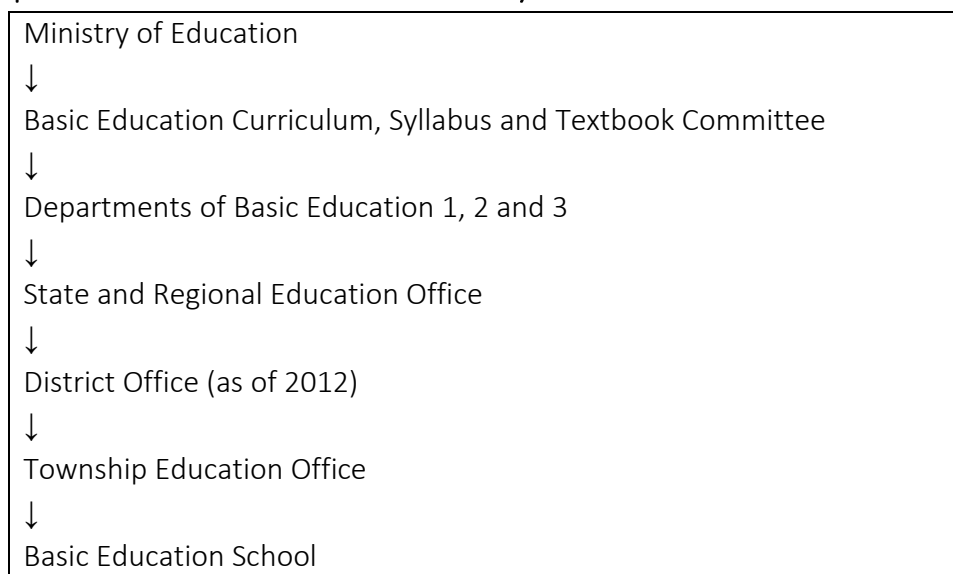 Ministry of Education
↓
Basic Education Curriculum, Syllabus and Textbook Committee
↓
Departments of Basic Education 1, 2 and 3
↓
State and Regional Education Office
↓
District Office (as of 2012)
↓
Township Education Office
↓
Basic Education School